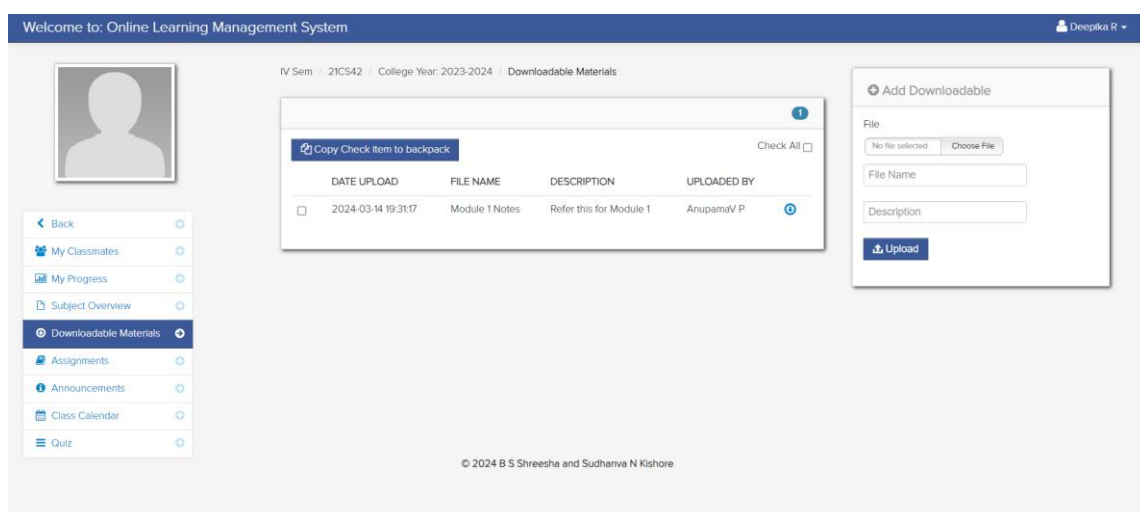 Welcome to: Online Learning Management System
Deepika R
IV Sem / 21CS42 / College Year: 2023-2024 / Downloadable Materials
1
Copy Check item to backpack
Check All
DATE UPLOAD FILE NAME DESCRIPTION UPLOADED BY
2024-03-14 19:31:17 Module 1 Notes Refer this for Module 1 AnupamaV P
Add Downloadable
File
No file selected Choose File
File Name
Description
Upload
Back
My Classmates
My Progress
Subject Overview
Downloadable Materials
Assignments
Announcements
Class Calendar
Quiz
© 2024 B S Shreesha and Sudhanva N Kishore